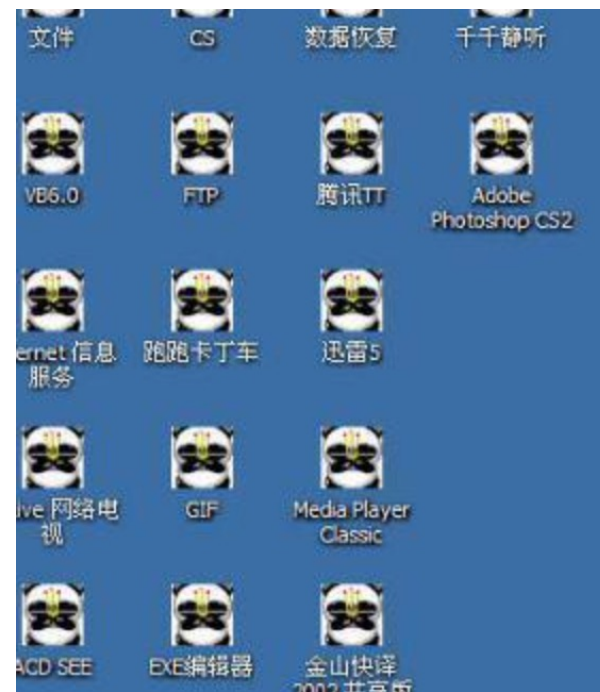 文件
CS
数据恢复
千千静听
VB6.0
FTP
腾讯TT
Adobe
Photoshop CS2
ernet 信息
服务
跑跑卡丁车
迅雷5
ive 网络电
视
GIF
Media Player
Classic
ACD SEE
EXE编辑器
金山快译